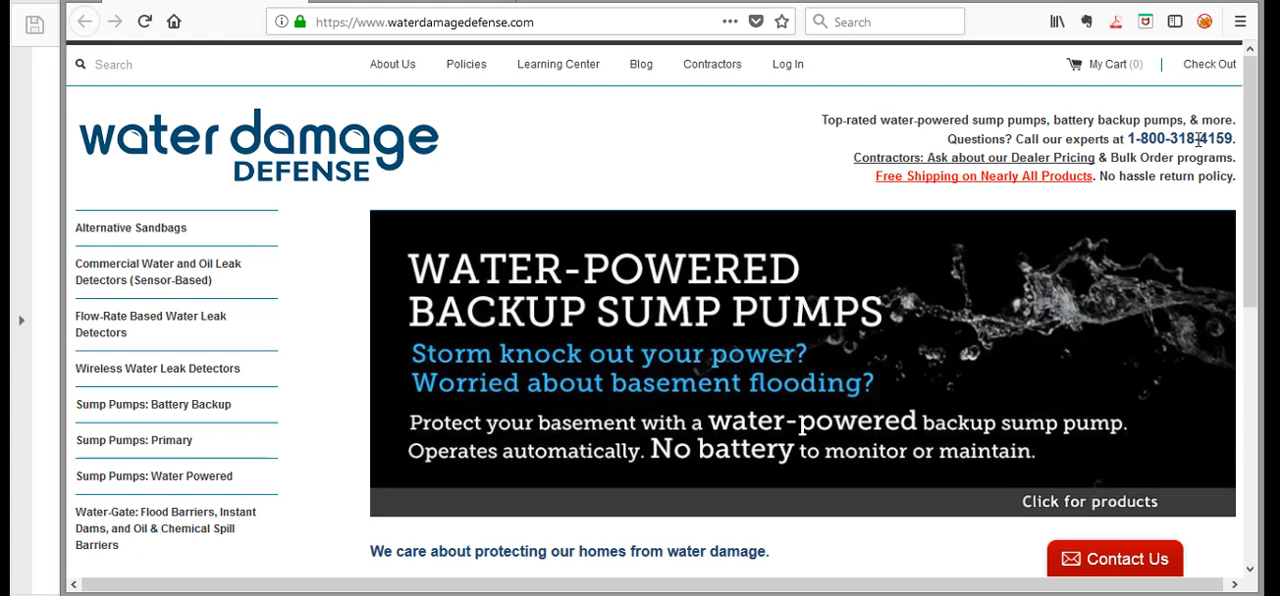 https://www.waterdamagedefense.com
Search
Search
About Us
Policies
Learning Center
Blog
Contractors
Log In
My Cart (0)
Check Out
water damage
DEFENSE
Top-rated water-powered sump pumps, battery backup pumps, & more.
Questions? Call our experts at 1-800-318-4159.
Contractors: Ask about our Dealer Pricing & Bulk Order programs.
Free Shipping on Nearly All Products. No hassle return policy.
Alternative Sandbags
Commercial Water and Oil Leak
Detectors (Sensor-Based)
Flow-Rate Based Water Leak
Detectors
Wireless Water Leak Detectors
Sump Pumps: Battery Backup
Sump Pumps: Primary
Sump Pumps: Water Powered
Water-Gate: Flood Barriers, Instant
Dams, and Oil & Chemical Spill
Barriers
WATER-POWERED
BACKUP SUMP PUMPS
Storm knock out your power?
Worried about basement flooding?
Protect your basement with a water-powered backup sump pump.
Operates automatically. No battery to monitor or maintain.
Click for products
We care about protecting our homes from water damage.
Contact Us